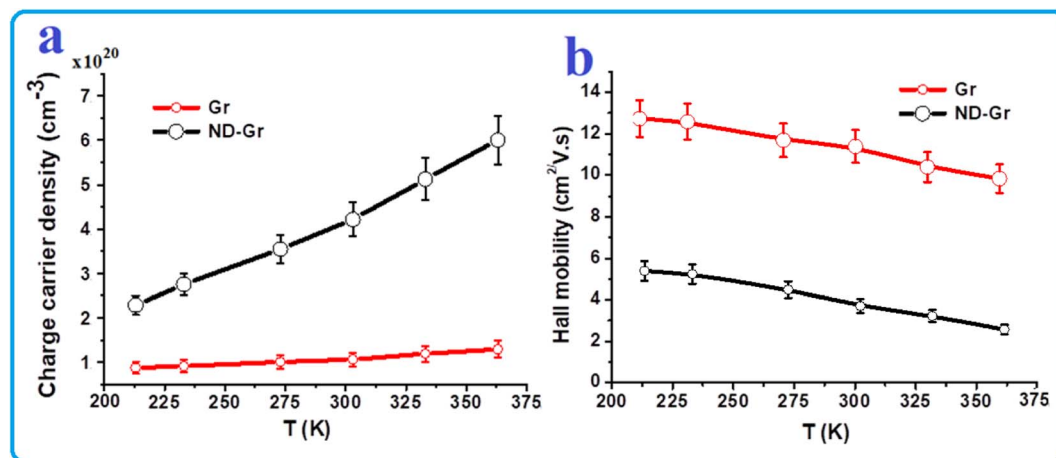 a
x10^20
Charge carrier density (cm^-3)
7
6
5
4
3
2
1
Gr
ND-Gr
200 225 250 275 300 325 350 375
T (K)
b
Hall mobility (cm^2/V.s)
14
12
10
8
6
4
2
0
Gr
ND-Gr
200 225 250 275 300 325 350 375
T (K)